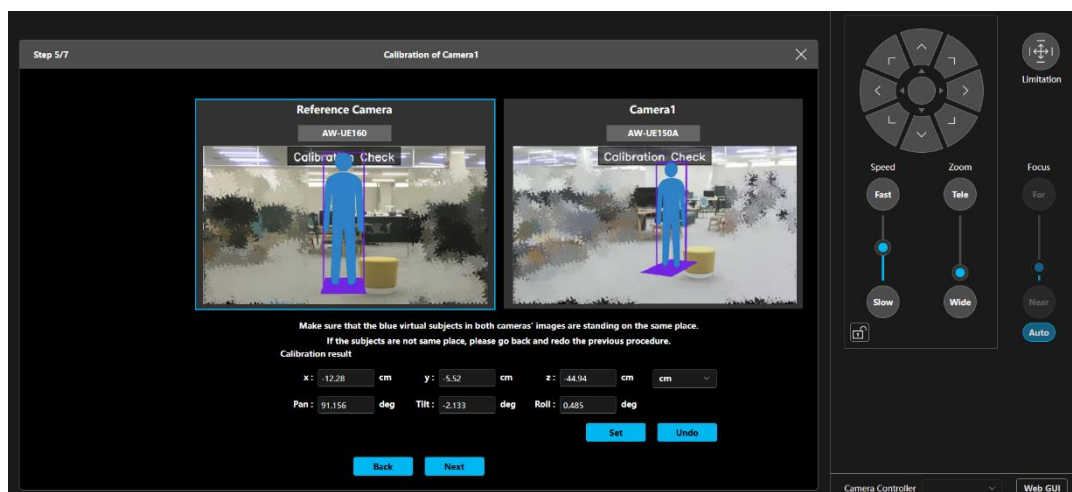 Step 5/7
Calibration of Camera1
Reference Camera
AW-UE160
Calibration Check
Camera1
AW-UE150A
Calibration Check
Make sure that the blue virtual subjects in both cameras' images are standing on the same place.
If the subjects are not same place, please go back and redo the previous procedure.
Calibration result
x : -12.28 cm y : -5.52 cm z : -44.94 cm cm
Pan : 91.156 deg Tilt : -2.133 deg Roll : 0.485 deg
Set Undo
Back Next
Limitation
Speed Zoom Focus
Fast Tele Far
Slow Wide Near
Auto
Camera Controller Web GUI